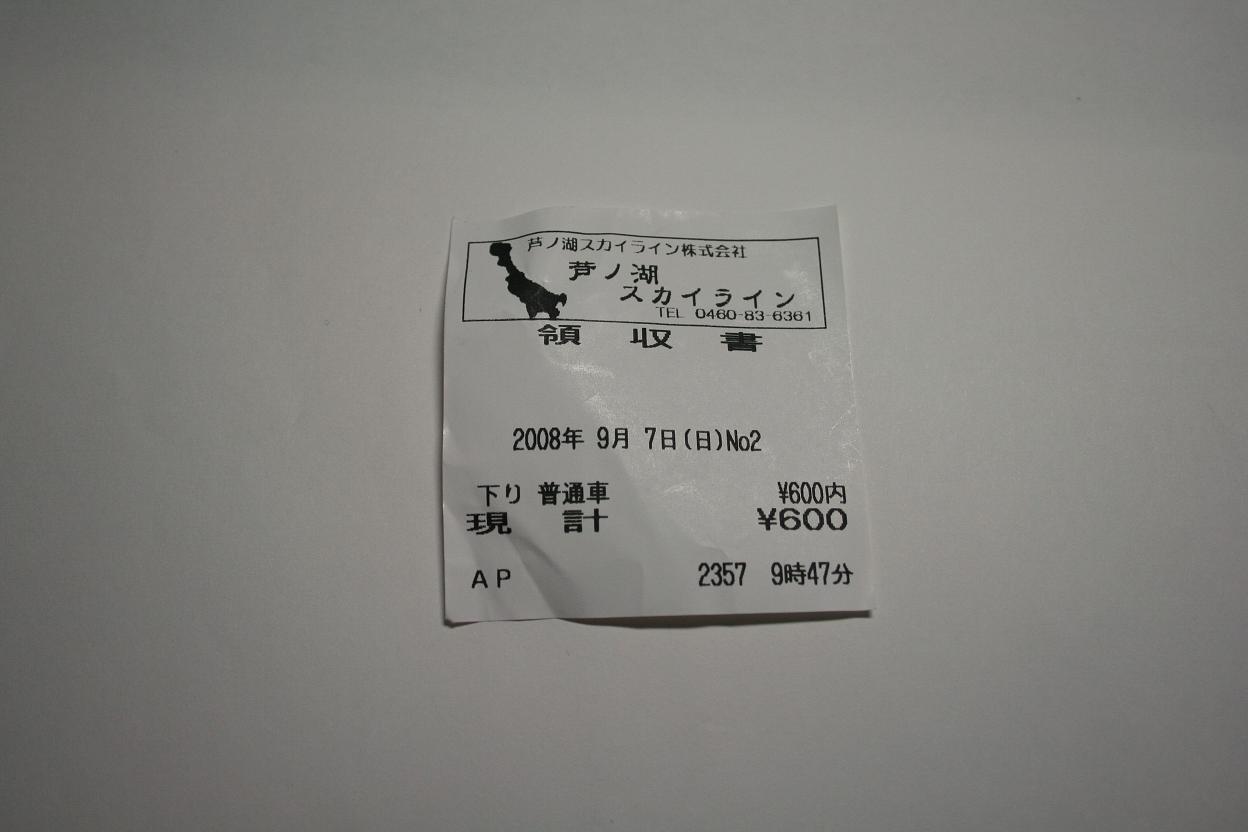 芦ノ湖スカイライン株式会社
芦ノ湖
スカイライン
TEL 0460-83-6361
領収書
2008年 9月 7日(日)No2
下り 普通車 ¥600内
現計 ¥600
AP 2357 9時47分